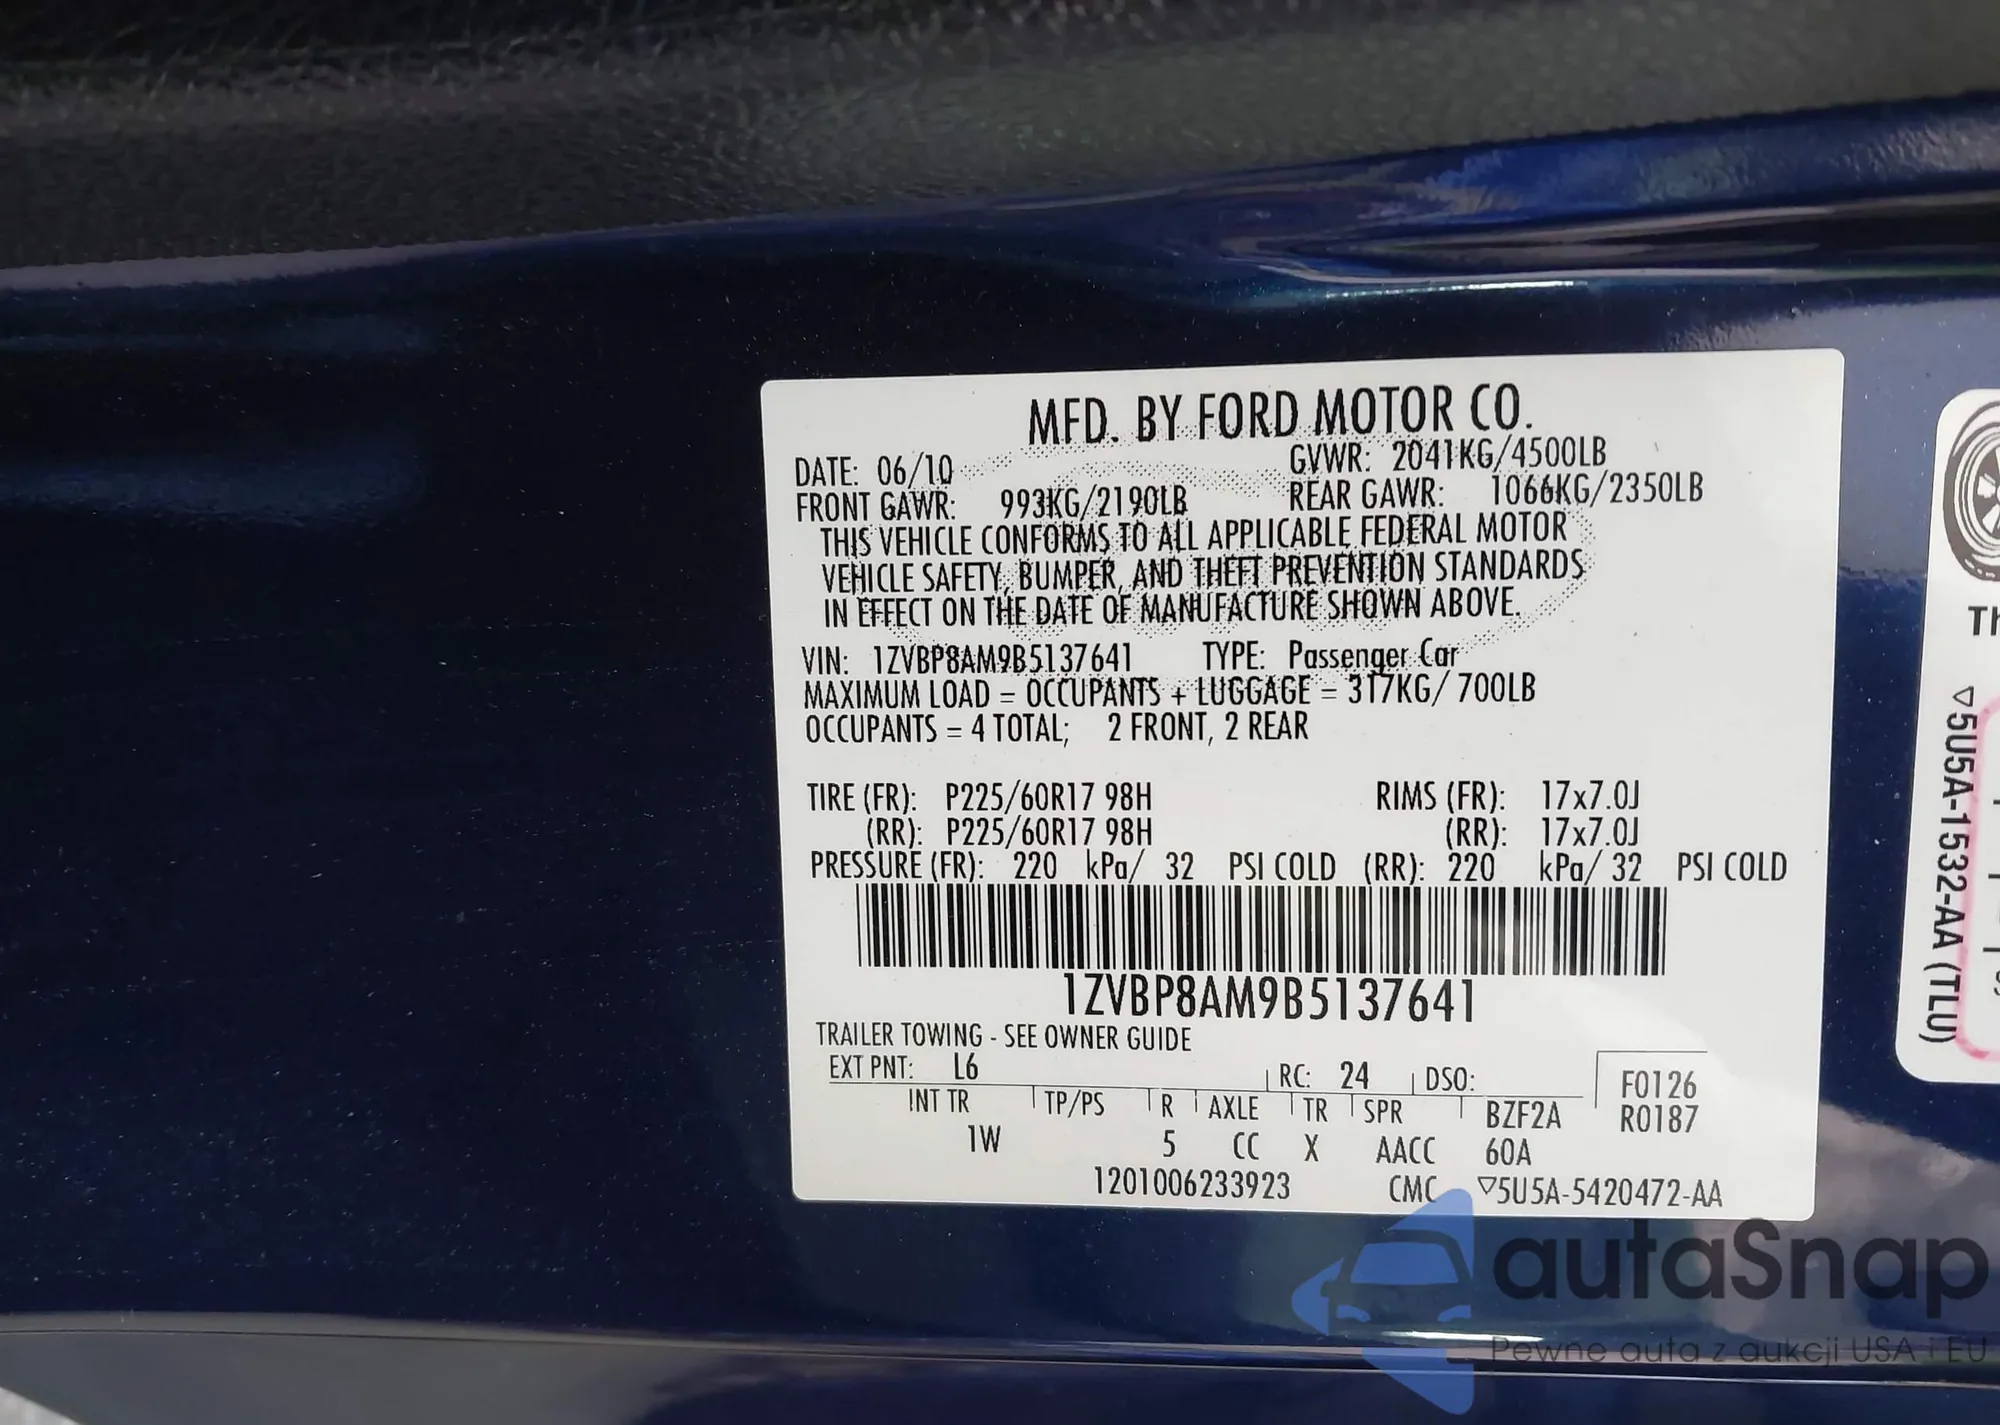 MFD. BY FORD MOTOR CO.
DATE: 06/10 GVWR: 2041KG/4500LB
FRONT GAWR: 993KG/2190LB REAR GAWR: 1066KG/2350LB
THIS VEHICLE CONFORMS TO ALL APPLICABLE FEDERAL MOTOR
VEHICLE SAFETY, BUMPER, AND THEFT PREVENTION STANDARDS
IN EFFECT ON THE DATE OF MANUFACTURE SHOWN ABOVE.
VIN: 1ZVBP8AM9B5137641 TYPE: Passenger Car
MAXIMUM LOAD = OCCUPANTS + LUGGAGE = 317KG/ 700LB
OCCUPANTS = 4 TOTAL; 2 FRONT, 2 REAR
TIRE (FR): P225/60R17 98H RIMS (FR): 17x7.0J
(RR): P225/60R17 98H (RR): 17x7.0J
PRESSURE (FR): 220 kPa/ 32 PSI COLD (RR): 220 kPa/ 32 PSI COLD
1ZVBP8AM9B5137641
TRAILER TOWING - SEE OWNER GUIDE
EXT PNT: L6 RC: 24 DSO: F0126
INT TR TP/PS R AXLE TR SPR BZF2A R0187
1W 5 CC X AACC 60A
1201006233923 CMC ▽5U5A-5420472-AA
▽5U5A-1532-AA (TLU)
autaSnap
Pewne auta z aukcji USA i EU